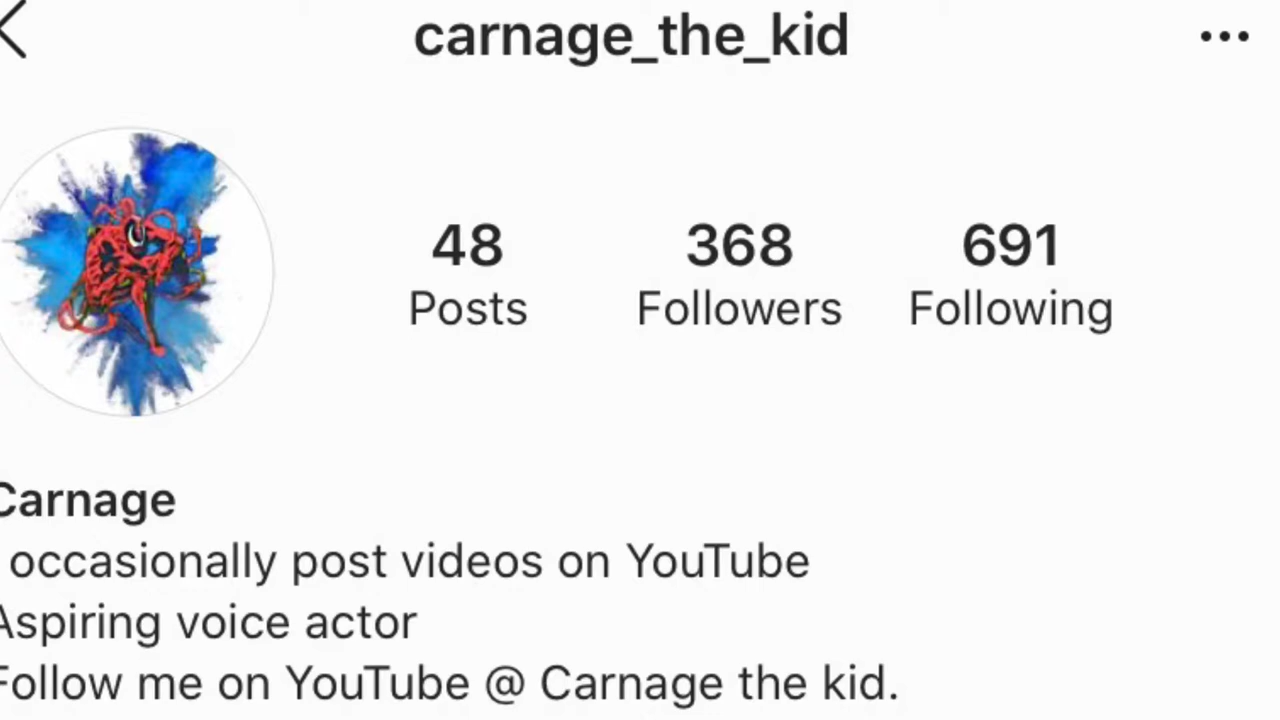 carnage_the_kid
48 368 691
Posts Followers Following
Carnage
occasionally post videos on YouTube
Aspiring voice actor
Follow me on YouTube @ Carnage the kid.